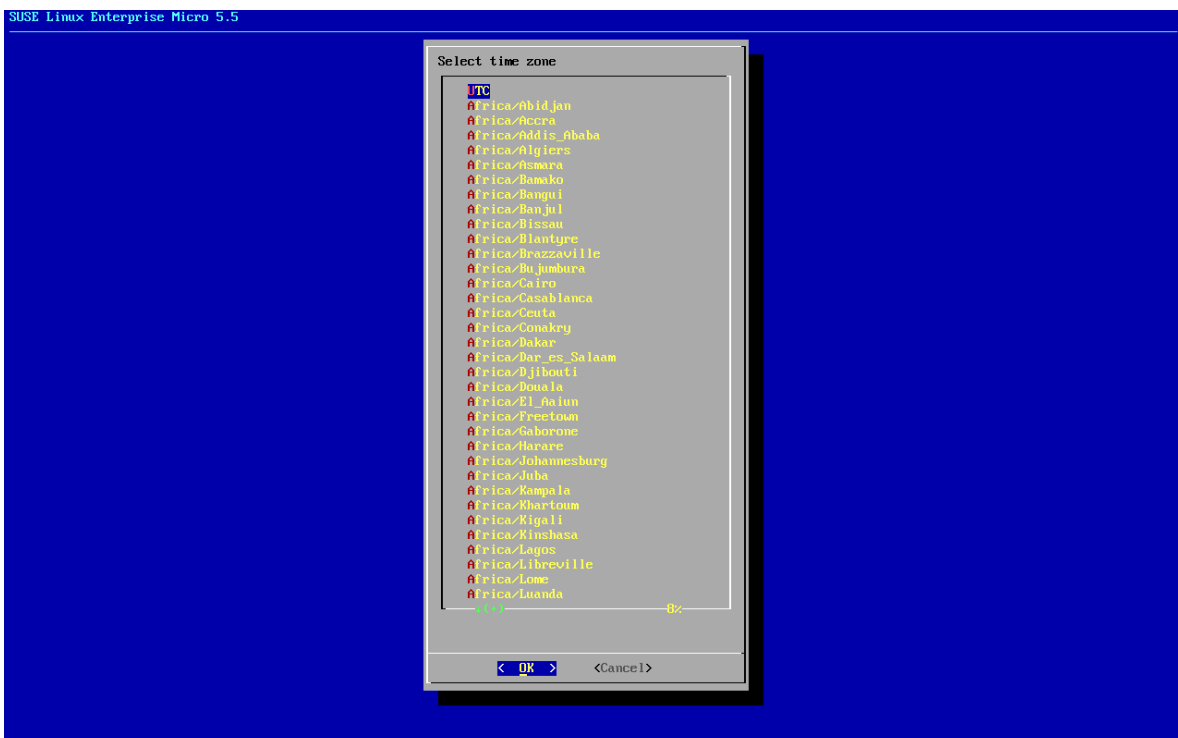 SUSE Linux Enterprise Micro 5.5
Select time zone
UTC
Africa/Abidjan
Africa/Accra
Africa/Addis_Ababa
Africa/Algiers
Africa/Asmara
Africa/Bamako
Africa/Bangui
Africa/Banjul
Africa/Bissau
Africa/Blantyre
Africa/Brazzaville
Africa/Bujumbura
Africa/Cairo
Africa/Casablanca
Africa/Ceuta
Africa/Conakry
Africa/Dakar
Africa/Dar_es_Salaam
Africa/Djibouti
Africa/Douala
Africa/El_Aaiun
Africa/Freetown
Africa/Gaborone
Africa/Harare
Africa/Johannesburg
Africa/Juba
Africa/Kampala
Africa/Khartoum
Africa/Kigali
Africa/Kinshasa
Africa/Lagos
Africa/Libreville
Africa/Lome
Africa/Luanda
↓(+) 8%
< OK > <Cancel>